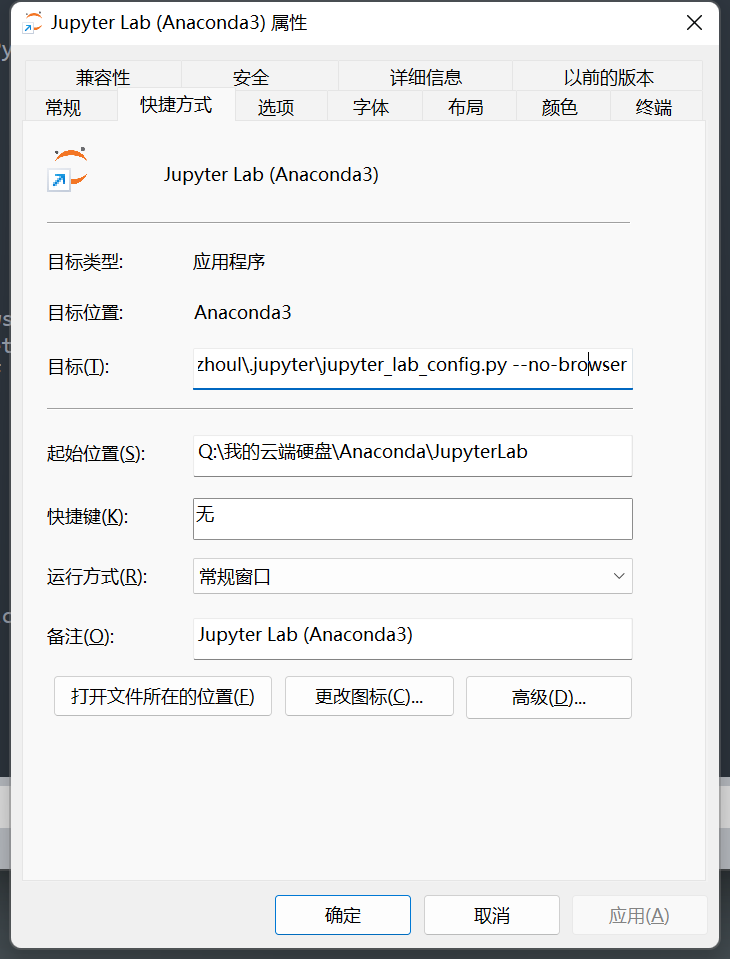 Jupyter Lab (Anaconda3) 属性
兼容性 安全 详细信息 以前的版本
常规 快捷方式 选项 字体 布局 颜色 终端
Jupyter Lab (Anaconda3)
目标类型: 应用程序
目标位置: Anaconda3
目标(T): zhoul\.jupyter\jupyter_lab_config.py --no-browser
起始位置(S): Q:\我的云端硬盘\Anaconda\JupyterLab
快捷键(K): 无
运行方式(R): 常规窗口
备注(O): Jupyter Lab (Anaconda3)
打开文件所在的位置(F) 更改图标(C)... 高级(D)...
确定 取消 应用(A)